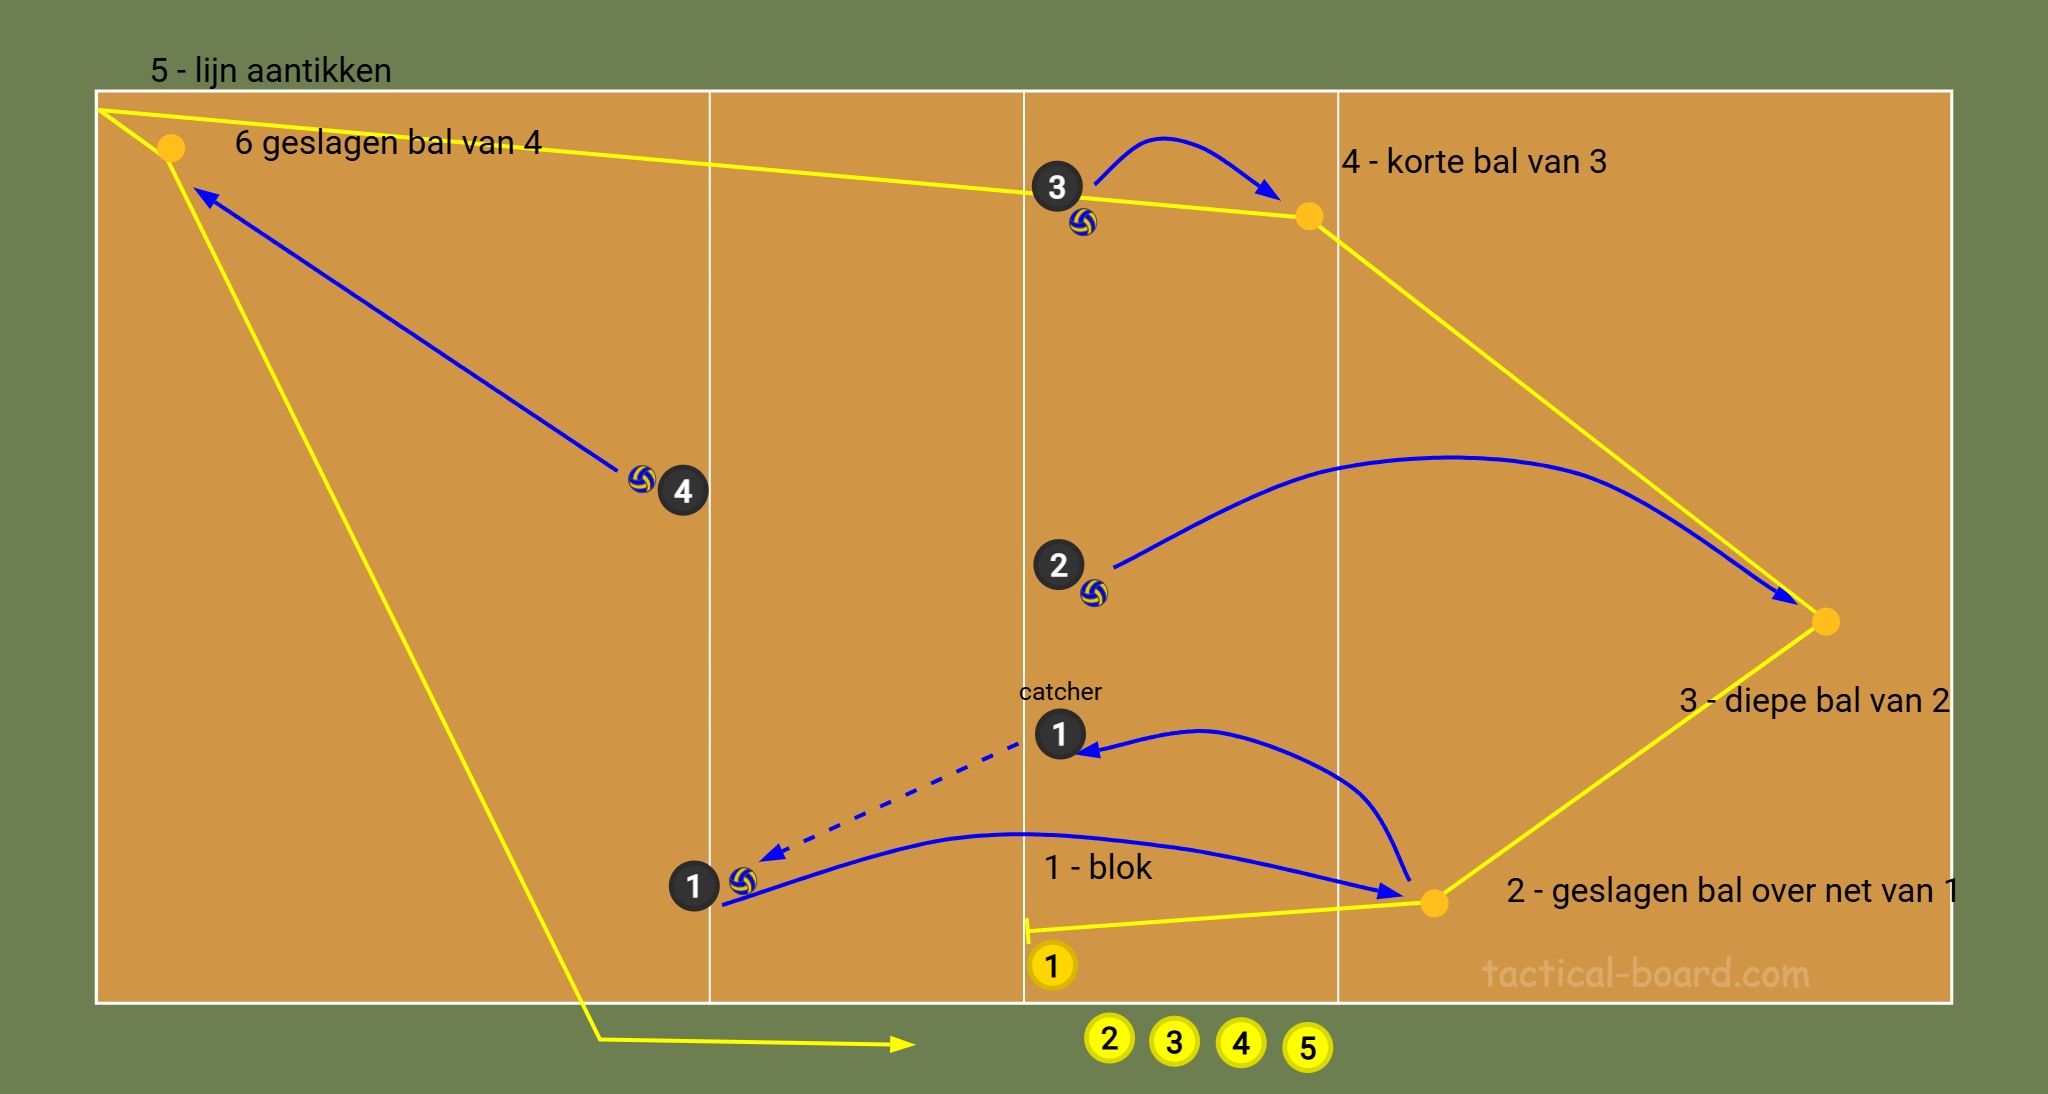 5 - lijn aantikken
6 geslagen bal van 4
4 - korte bal van 3
3
4
2
catcher
1
3 - diepe bal van 2
1 - blok
1
2 - geslagen bal over net van 1
1
tactical-board.com
2 3 4 5